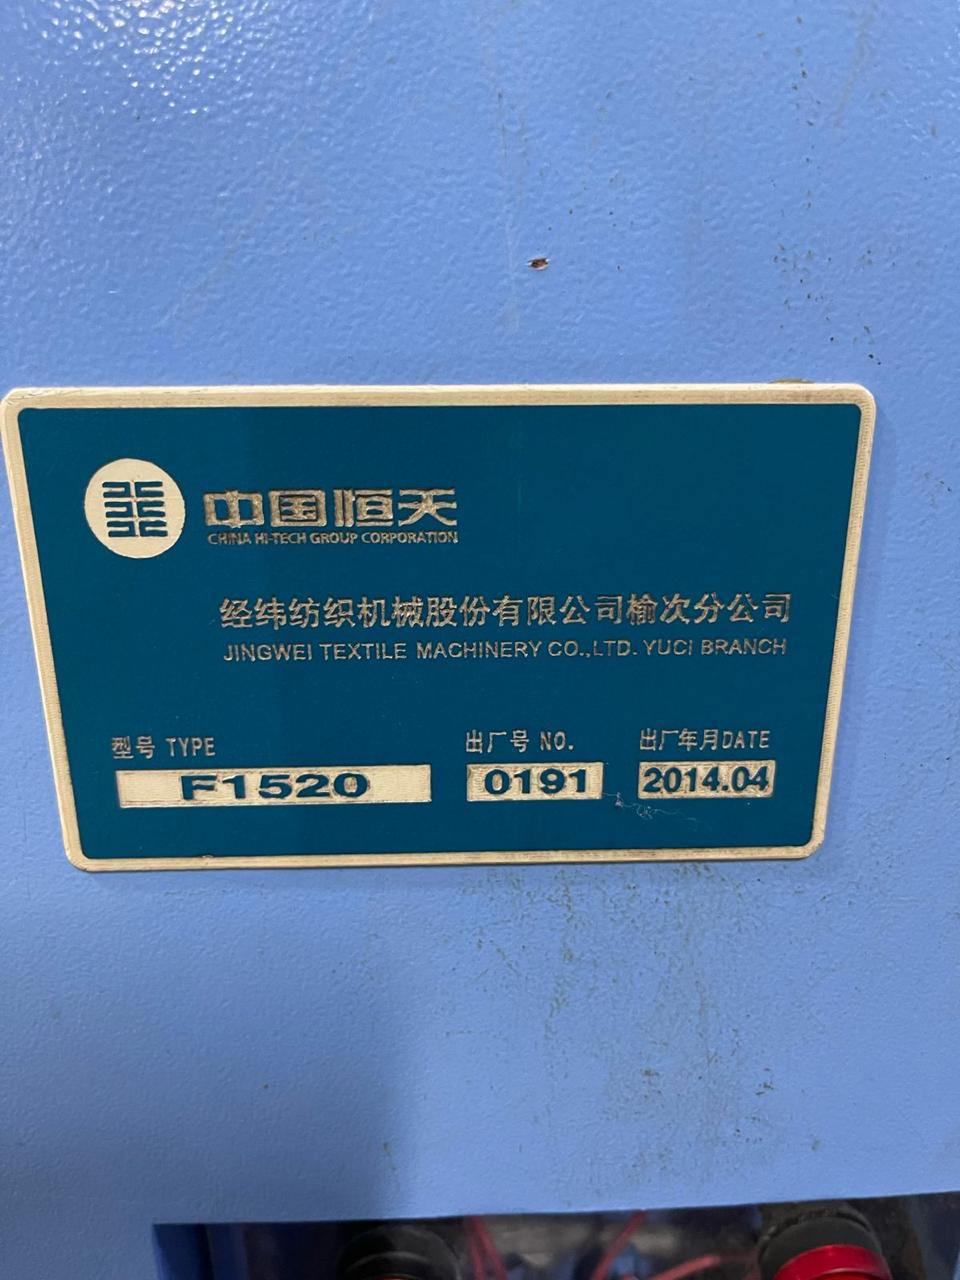 中国恒天
CHINA HI-TECH GROUP CORPORATION
经纬纺织机械股份有限公司榆次分公司
JINGWEI TEXTILE MACHINERY CO.,LTD. YUCI BRANCH
型号 TYPE 出厂号 NO. 出厂年月DATE
F1520 0191 2014.04